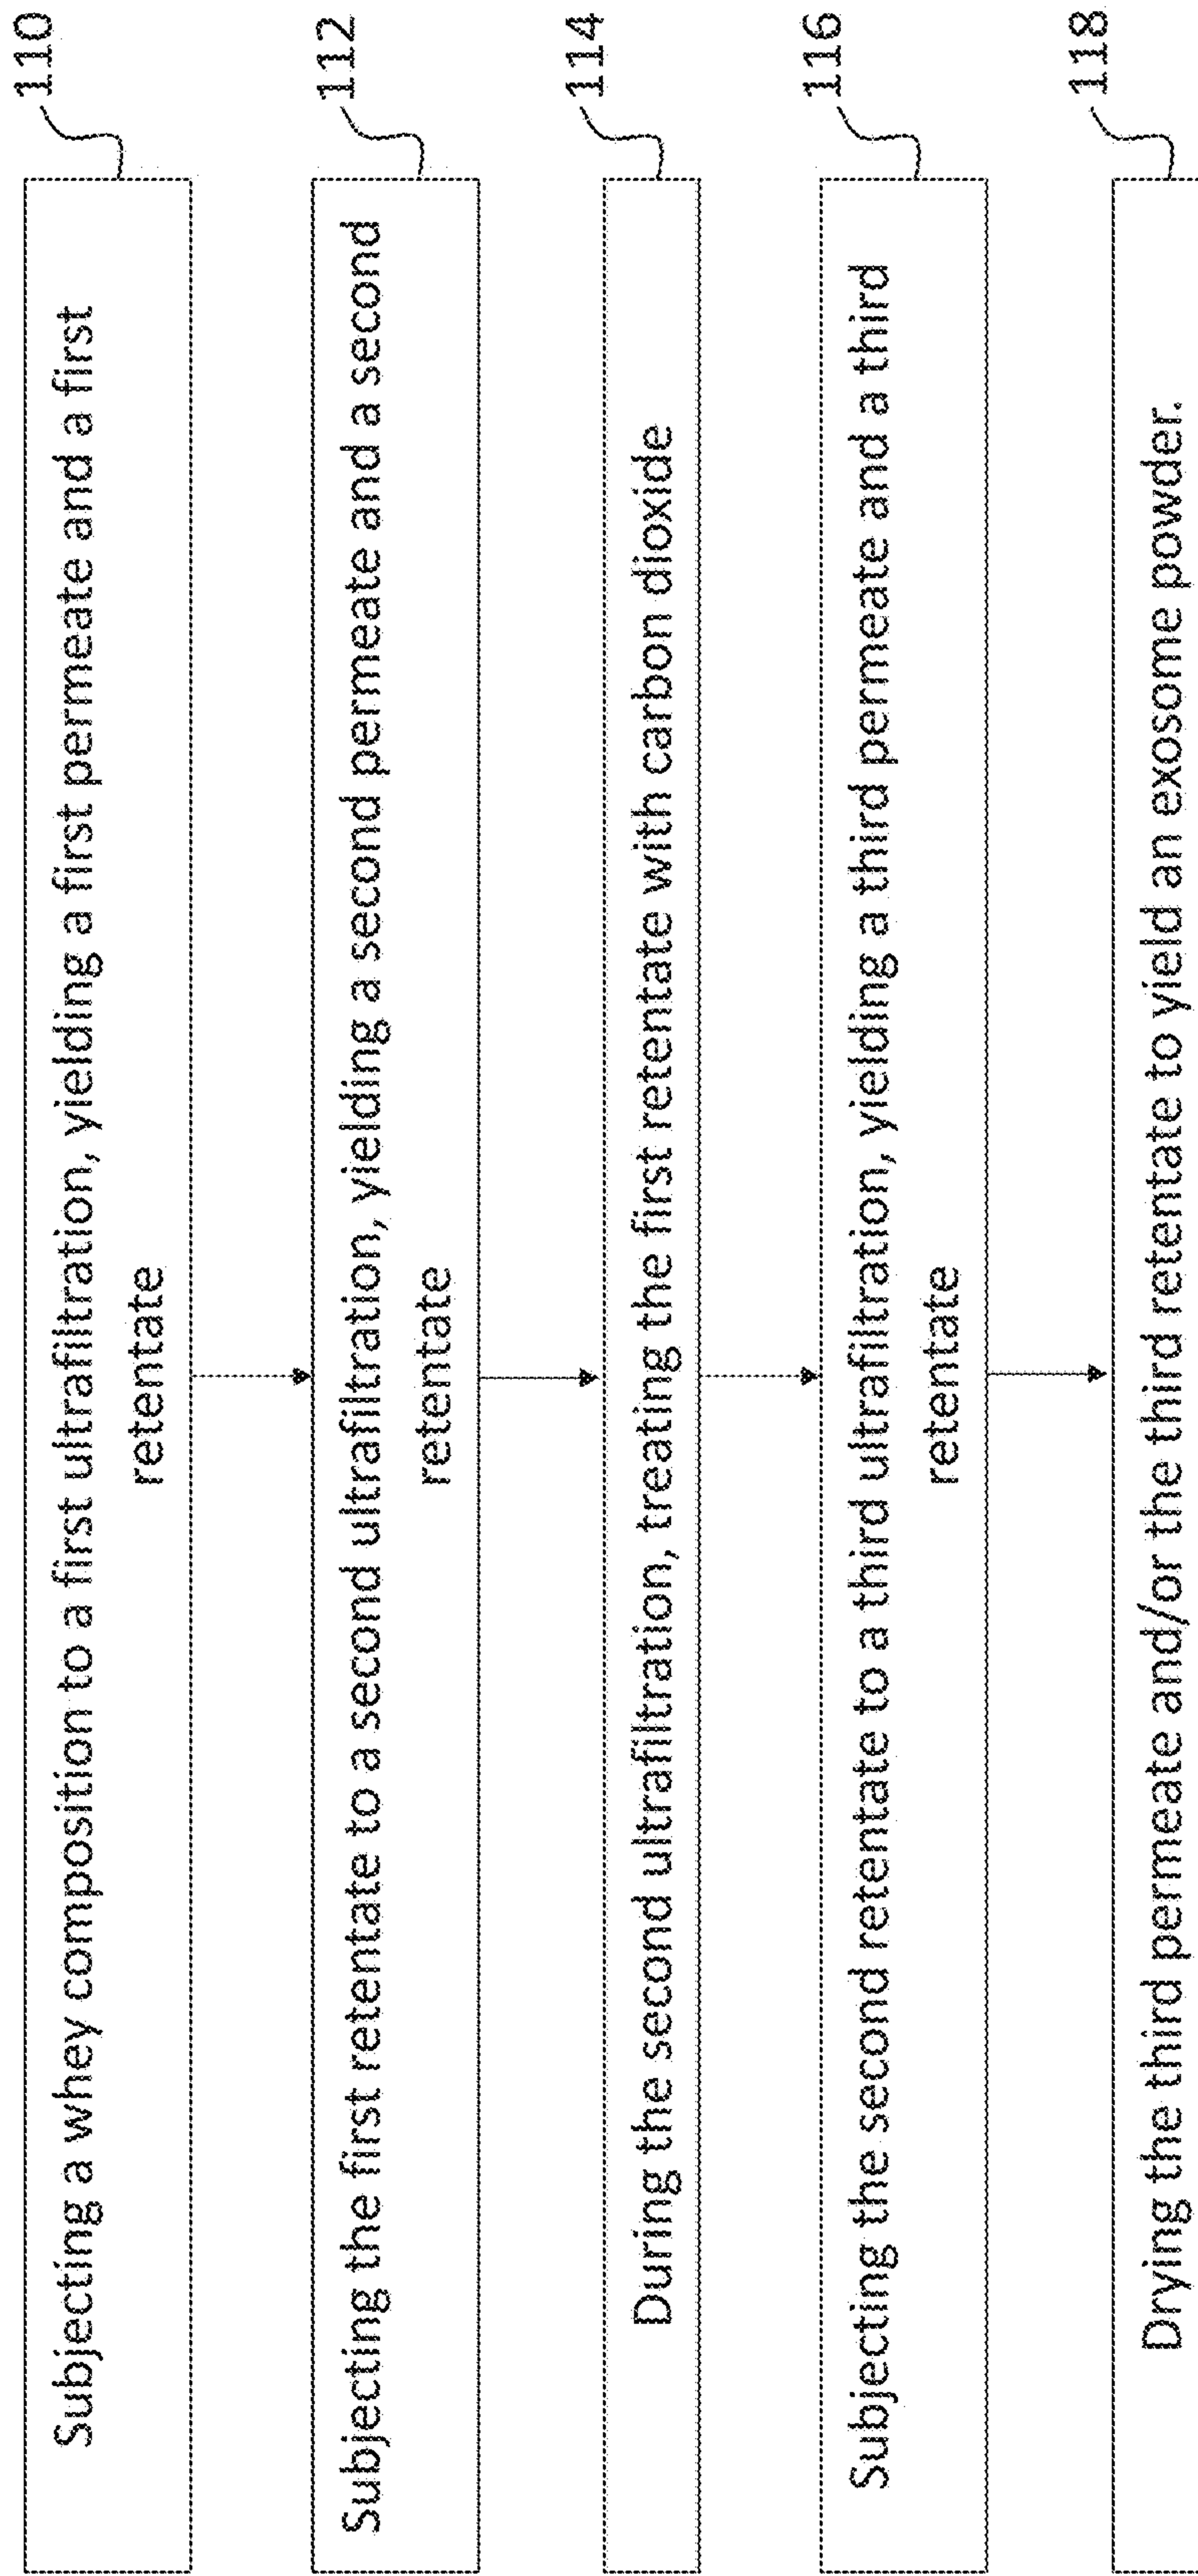 Subjecting a whey composition to a first ultrafiltration, yielding a first permeate and a first
retentate
110
Subjecting the first retentate to a second ultrafiltration, yielding a second permeate and a second
retentate
112
During the second ultrafiltration, treating the first retentate with carbon dioxide
114
Subjecting the second retentate to a third ultrafiltration, yielding a third permeate and a third
retentate
116
Drying the third permeate and/or the third retentate to yield an exosome powder.
118